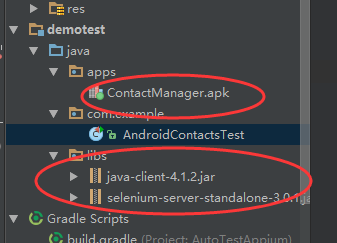 res
demotest
java
apps
ContactManager.apk
com.example
AndroidContactsTest
libs
java-client-4.1.2.jar
selenium-server-standalone-3.0.1.j
Gradle Scripts
build.gradle (Project: AutoTestAppium)